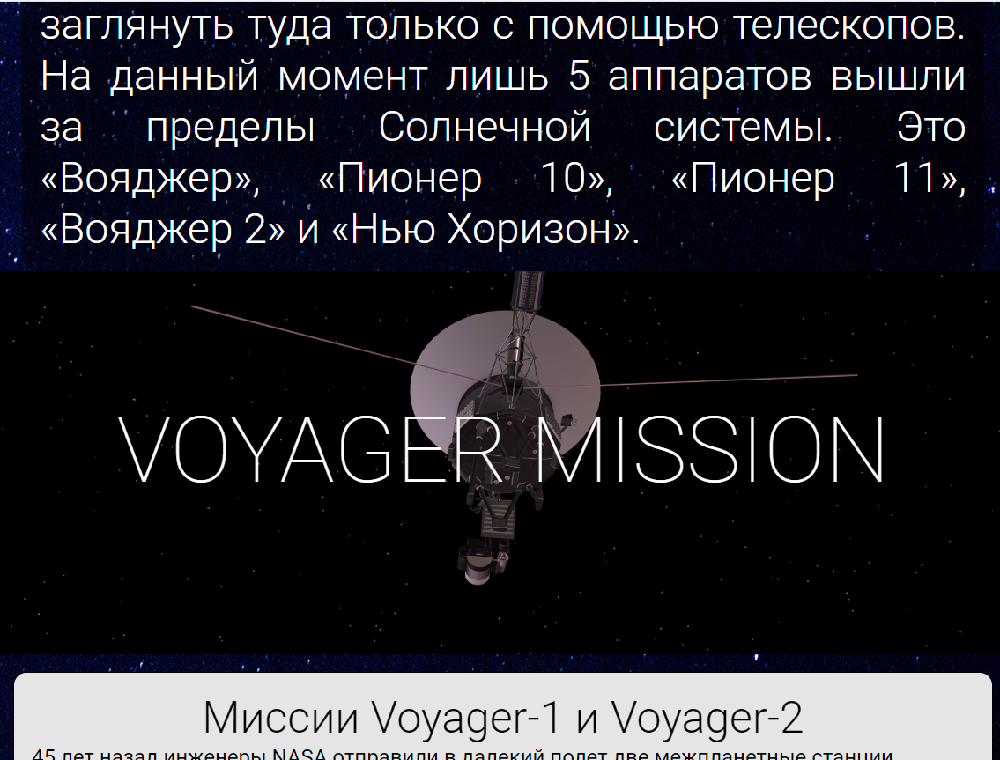 заглянуть туда только с помощью телескопов.
На данный момент лишь 5 аппаратов вышли
за пределы Солнечной системы. Это
«Вояджер», «Пионер 10», «Пионер 11»,
«Вояджер 2» и «Нью Хоризон».
VOYAGER MISSION
Миссии Voyager-1 и Voyager-2
45 лет назад инженеры NASA отправили в далекий полет две межпланетные станции